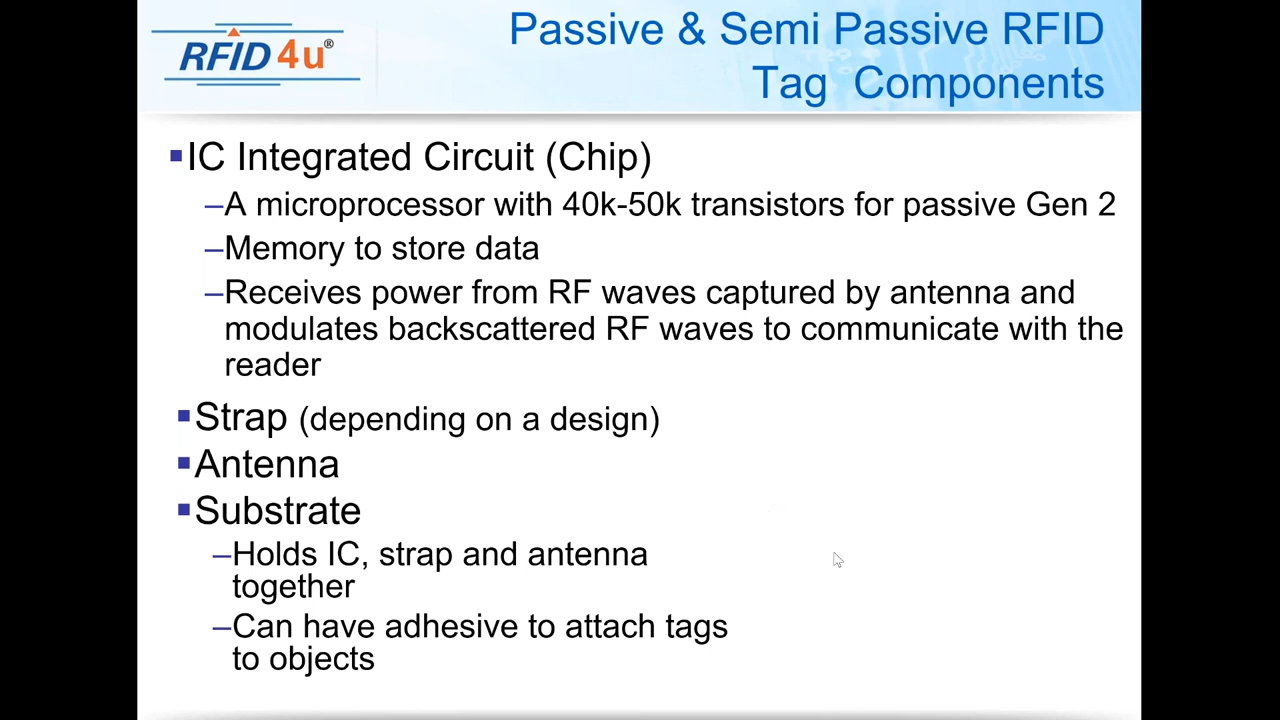 RFID4u®
Passive & Semi Passive RFID
Tag Components
▪IC Integrated Circuit (Chip)
–A microprocessor with 40k-50k transistors for passive Gen 2
–Memory to store data
–Receives power from RF waves captured by antenna and
modulates backscattered RF waves to communicate with the
reader
▪Strap (depending on a design)
▪Antenna
▪Substrate
–Holds IC, strap and antenna
together
–Can have adhesive to attach tags
to objects